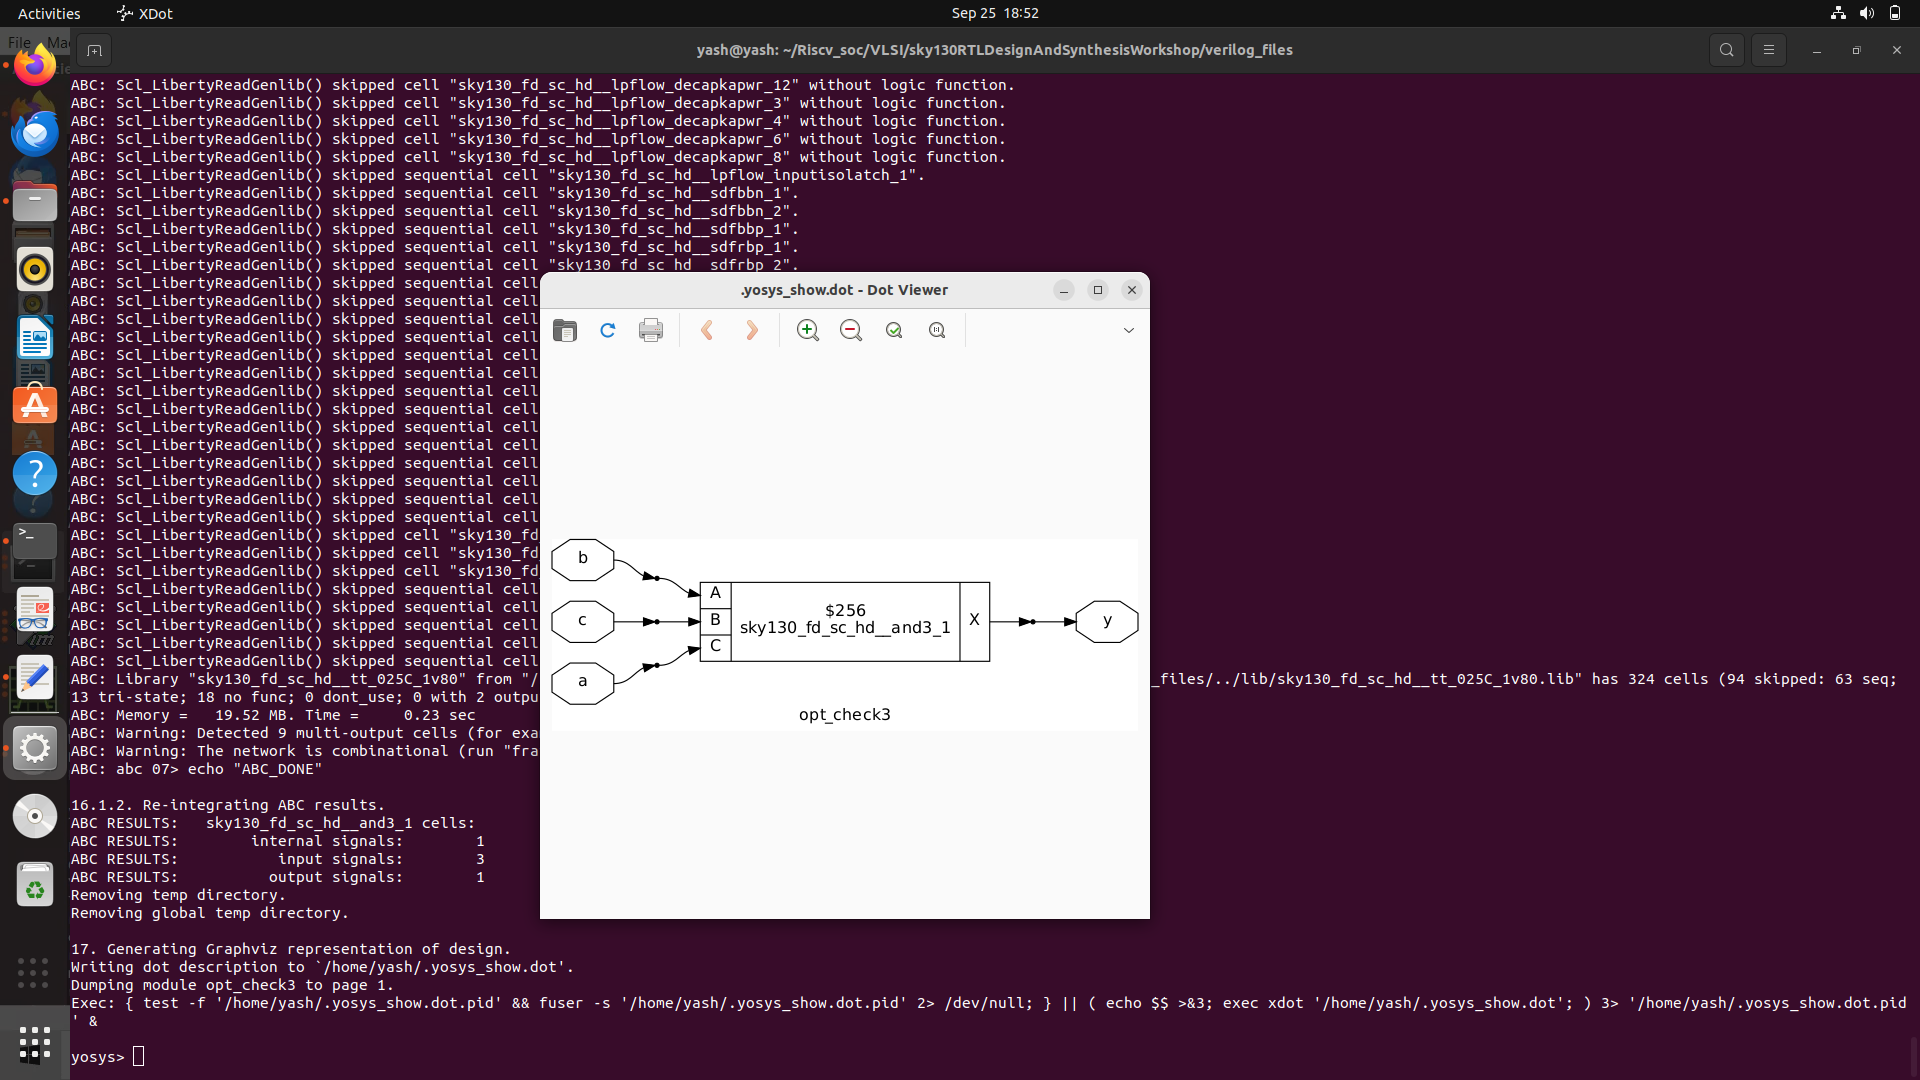 Activities
XDot
Sep 25 18:52
File
yash@yash: ~/Riscv_soc/VLSI/sky130RTLDesignAndSynthesisWorkshop/verilog_files
ABC: Scl_LibertyReadGenlib() skipped cell "sky130_fd_sc_hd__lpflow_decapkapwr_12" without logic function.
ABC: Scl_LibertyReadGenlib() skipped cell "sky130_fd_sc_hd__lpflow_decapkapwr_3" without logic function.
ABC: Scl_LibertyReadGenlib() skipped cell "sky130_fd_sc_hd__lpflow_decapkapwr_4" without logic function.
ABC: Scl_LibertyReadGenlib() skipped cell "sky130_fd_sc_hd__lpflow_decapkapwr_6" without logic function.
ABC: Scl_LibertyReadGenlib() skipped cell "sky130_fd_sc_hd__lpflow_decapkapwr_8" without logic function.
ABC: Scl_LibertyReadGenlib() skipped sequential cell "sky130_fd_sc_hd__lpflow_inputisolatch_1".
ABC: Scl_LibertyReadGenlib() skipped sequential cell "sky130_fd_sc_hd__sdfbbn_1".
ABC: Scl_LibertyReadGenlib() skipped sequential cell "sky130_fd_sc_hd__sdfbbn_2".
ABC: Scl_LibertyReadGenlib() skipped sequential cell "sky130_fd_sc_hd__sdfbbp_1".
ABC: Scl_LibertyReadGenlib() skipped sequential cell "sky130_fd_sc_hd__sdfrbp_1".
ABC: Scl_LibertyReadGenlib() skipped sequential cell "sky130_fd_sc_hd__sdfrbp_2".
ABC: Scl_LibertyReadGenlib() skipped sequential cell
ABC: Scl_LibertyReadGenlib() skipped sequential cell
ABC: Scl_LibertyReadGenlib() skipped sequential cell
ABC: Scl_LibertyReadGenlib() skipped sequential cell
ABC: Scl_LibertyReadGenlib() skipped sequential cell
ABC: Scl_LibertyReadGenlib() skipped sequential cell
ABC: Scl_LibertyReadGenlib() skipped sequential cell
ABC: Scl_LibertyReadGenlib() skipped sequential cell
ABC: Scl_LibertyReadGenlib() skipped sequential cell
ABC: Scl_LibertyReadGenlib() skipped sequential cell
ABC: Scl_LibertyReadGenlib() skipped sequential cell
ABC: Scl_LibertyReadGenlib() skipped sequential cell
ABC: Scl_LibertyReadGenlib() skipped sequential cell
ABC: Scl_LibertyReadGenlib() skipped sequential cell
ABC: Scl_LibertyReadGenlib() skipped cell "sky130_fd
ABC: Scl_LibertyReadGenlib() skipped cell "sky130_fd
ABC: Scl_LibertyReadGenlib() skipped cell "sky130_fd
ABC: Scl_LibertyReadGenlib() skipped sequential cell
ABC: Scl_LibertyReadGenlib() skipped sequential cell
ABC: Scl_LibertyReadGenlib() skipped sequential cell
ABC: Scl_LibertyReadGenlib() skipped sequential cell
ABC: Scl_LibertyReadGenlib() skipped sequential cell
ABC: Library "sky130_fd_sc_hd__tt_025C_1v80" from "/ _files/../lib/sky130_fd_sc_hd__tt_025C_1v80.lib" has 324 cells (94 skipped: 63 seq;
13 tri-state; 18 no func; 0 dont_use; 0 with 2 outpu
ABC: Memory = 19.52 MB. Time = 0.23 sec
ABC: Warning: Detected 9 multi-output cells (for exa
ABC: Warning: The network is combinational (run "fra
ABC: abc 07> echo "ABC_DONE"
16.1.2. Re-integrating ABC results.
ABC RESULTS: sky130_fd_sc_hd__and3_1 cells:
ABC RESULTS: internal signals: 1
ABC RESULTS: input signals: 3
ABC RESULTS: output signals: 1
Removing temp directory.
Removing global temp directory.
17. Generating Graphviz representation of design.
Writing dot description to `/home/yash/.yosys_show.dot'.
Dumping module opt_check3 to page 1.
Exec: { test -f '/home/yash/.yosys_show.dot.pid' && fuser -s '/home/yash/.yosys_show.dot.pid' 2> /dev/null; } || ( echo $$ >&3; exec xdot '/home/yash/.yosys_show.dot'; ) 3> '/home/yash/.yosys_show.dot.pid
' &
yosys>
.yosys_show.dot - Dot Viewer
b
c
a
A
B
C
$256
sky130_fd_sc_hd__and3_1
X
y
opt_check3